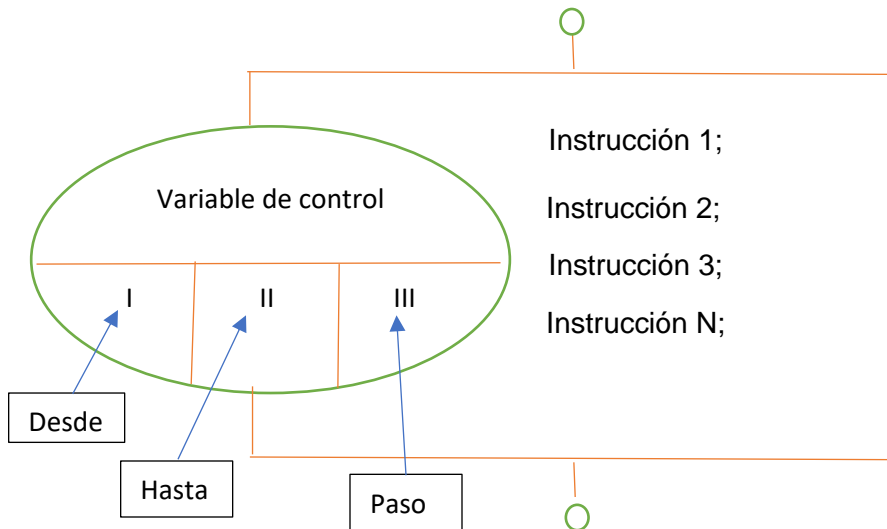 Variable de control
I II III
Desde
Hasta
Paso
Instrucción 1;
Instrucción 2;
Instrucción 3;
Instrucción N;